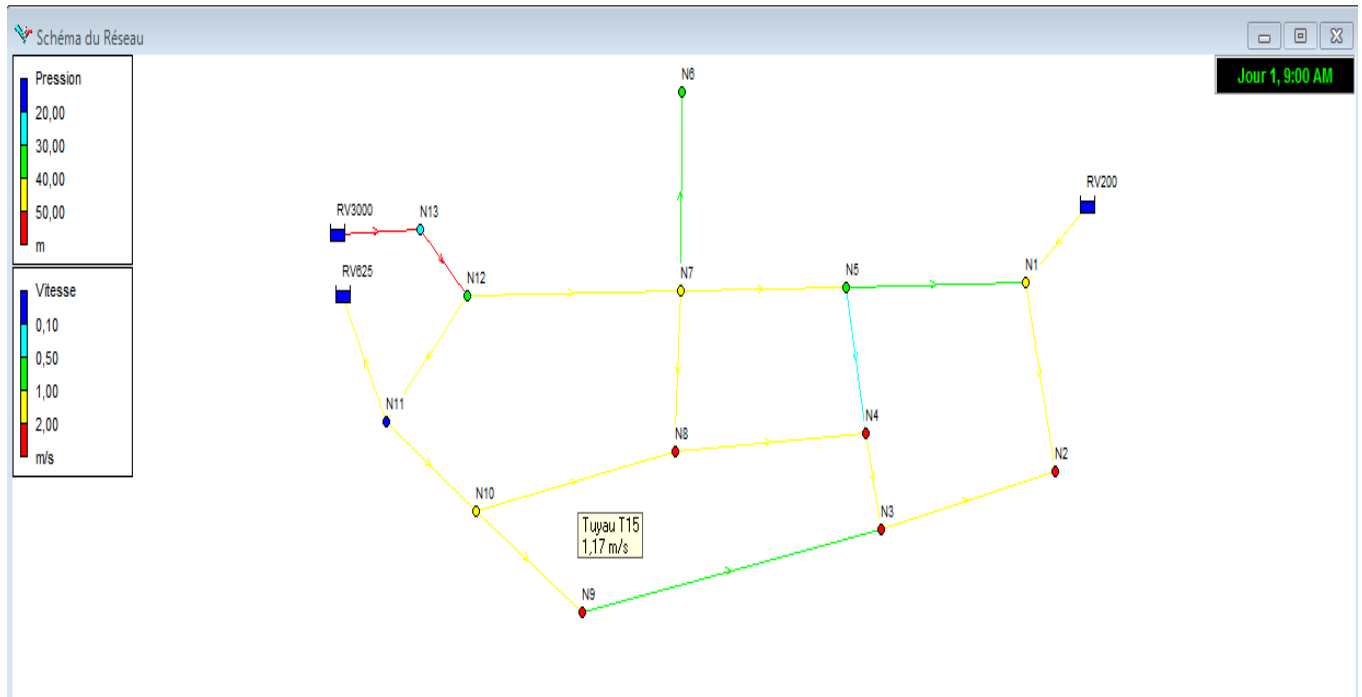 Schéma du Réseau
Jour 1, 9:00 AM
Pression
20,00
30,00
40,00
50,00
m
Vitesse
0,10
0,50
1,00
2,00
m/s
N6
RV200
RV3000
N13
RV625
N12
N7
N5
N1
N11
N4
N8
N2
N10
N3
Tuyau T15
1,17 m/s
N9